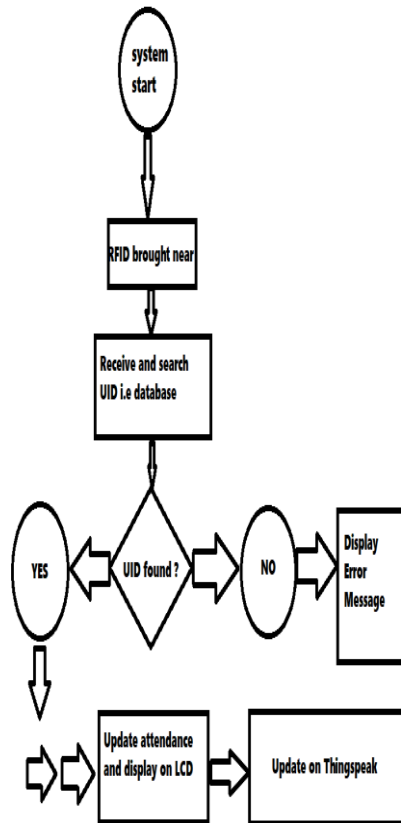 system
start
RFID brought near
Receive and search
UID i.e database
YES
UID found ?
NO
Display
Error
Message
Update attendance
and display on LCD
Update on Thingspeak